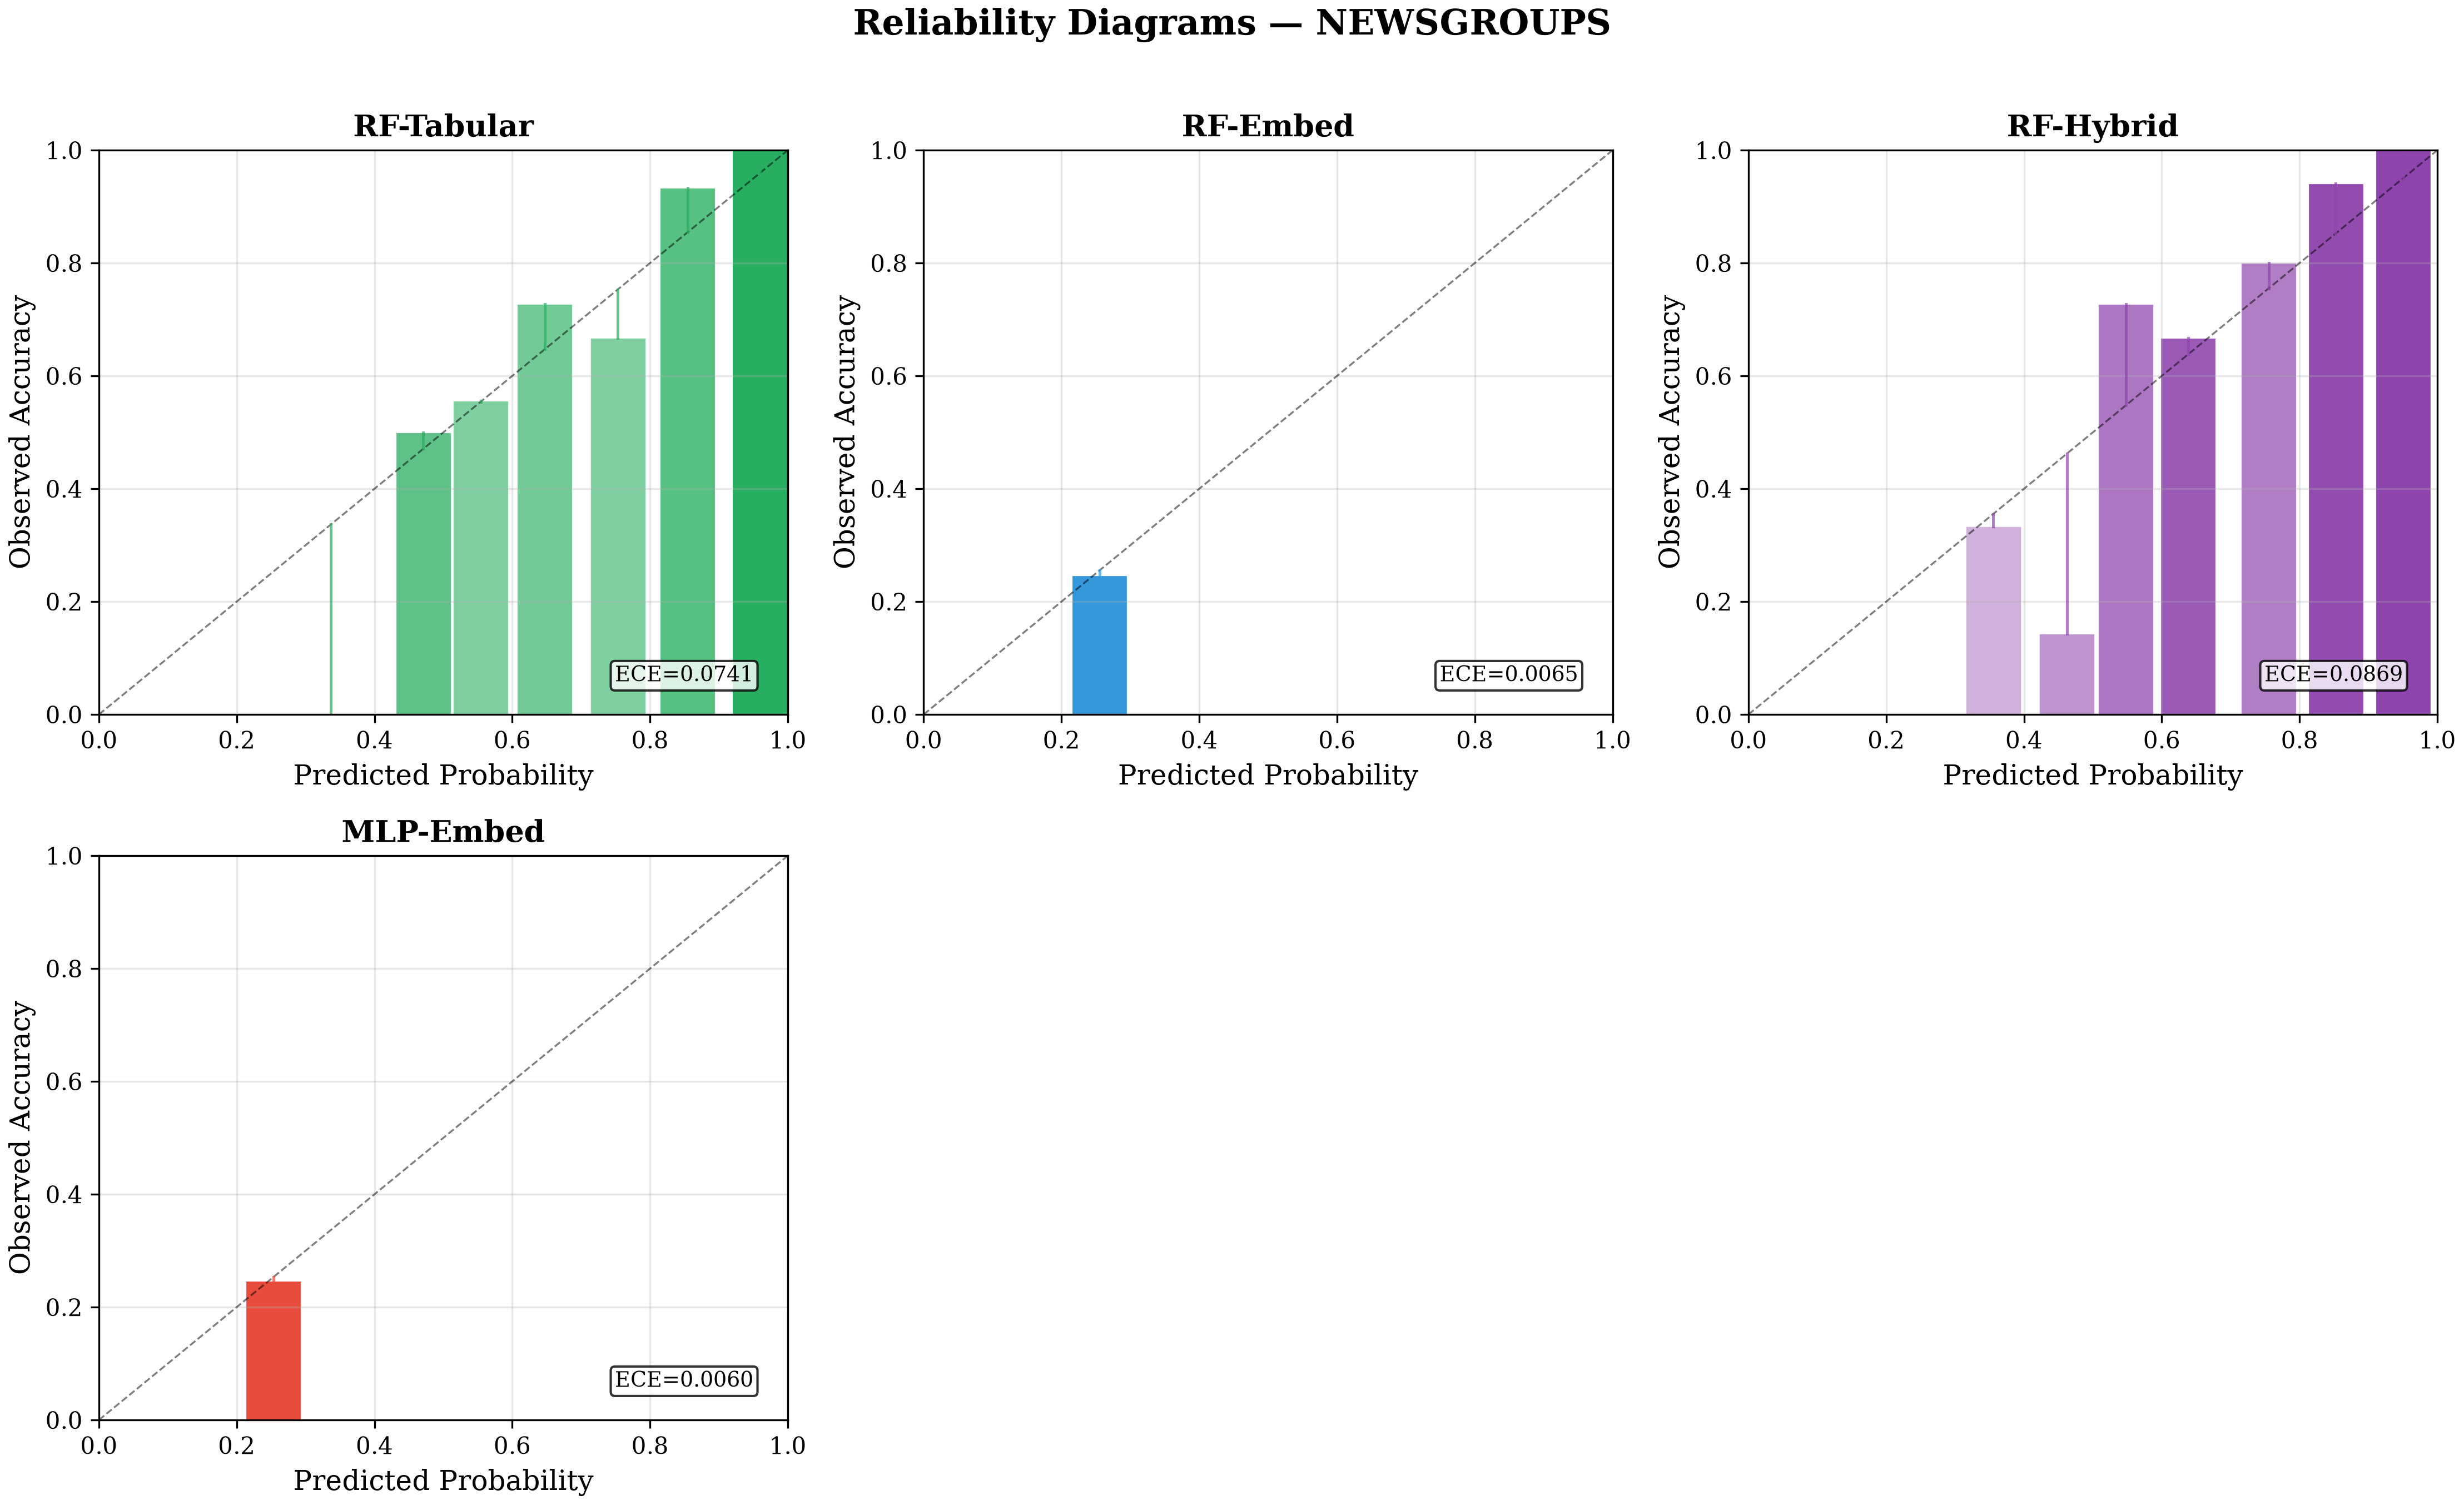 Reliability Diagrams — NEWSGROUPS
RF-Tabular
1.0
0.8
0.6
0.4
0.2
0.0
Observed Accuracy
ECE=0.0741
0.0 0.2 0.4 0.6 0.8 1.0
Predicted Probability
RF-Embed
1.0
0.8
0.6
0.4
0.2
0.0
Observed Accuracy
ECE=0.0065
0.0 0.2 0.4 0.6 0.8 1.0
Predicted Probability
RF-Hybrid
1.0
0.8
0.6
0.4
0.2
0.0
Observed Accuracy
ECE=0.0869
0.0 0.2 0.4 0.6 0.8 1.0
Predicted Probability
MLP-Embed
1.0
0.8
0.6
0.4
0.2
0.0
Observed Accuracy
ECE=0.0060
0.0 0.2 0.4 0.6 0.8 1.0
Predicted Probability